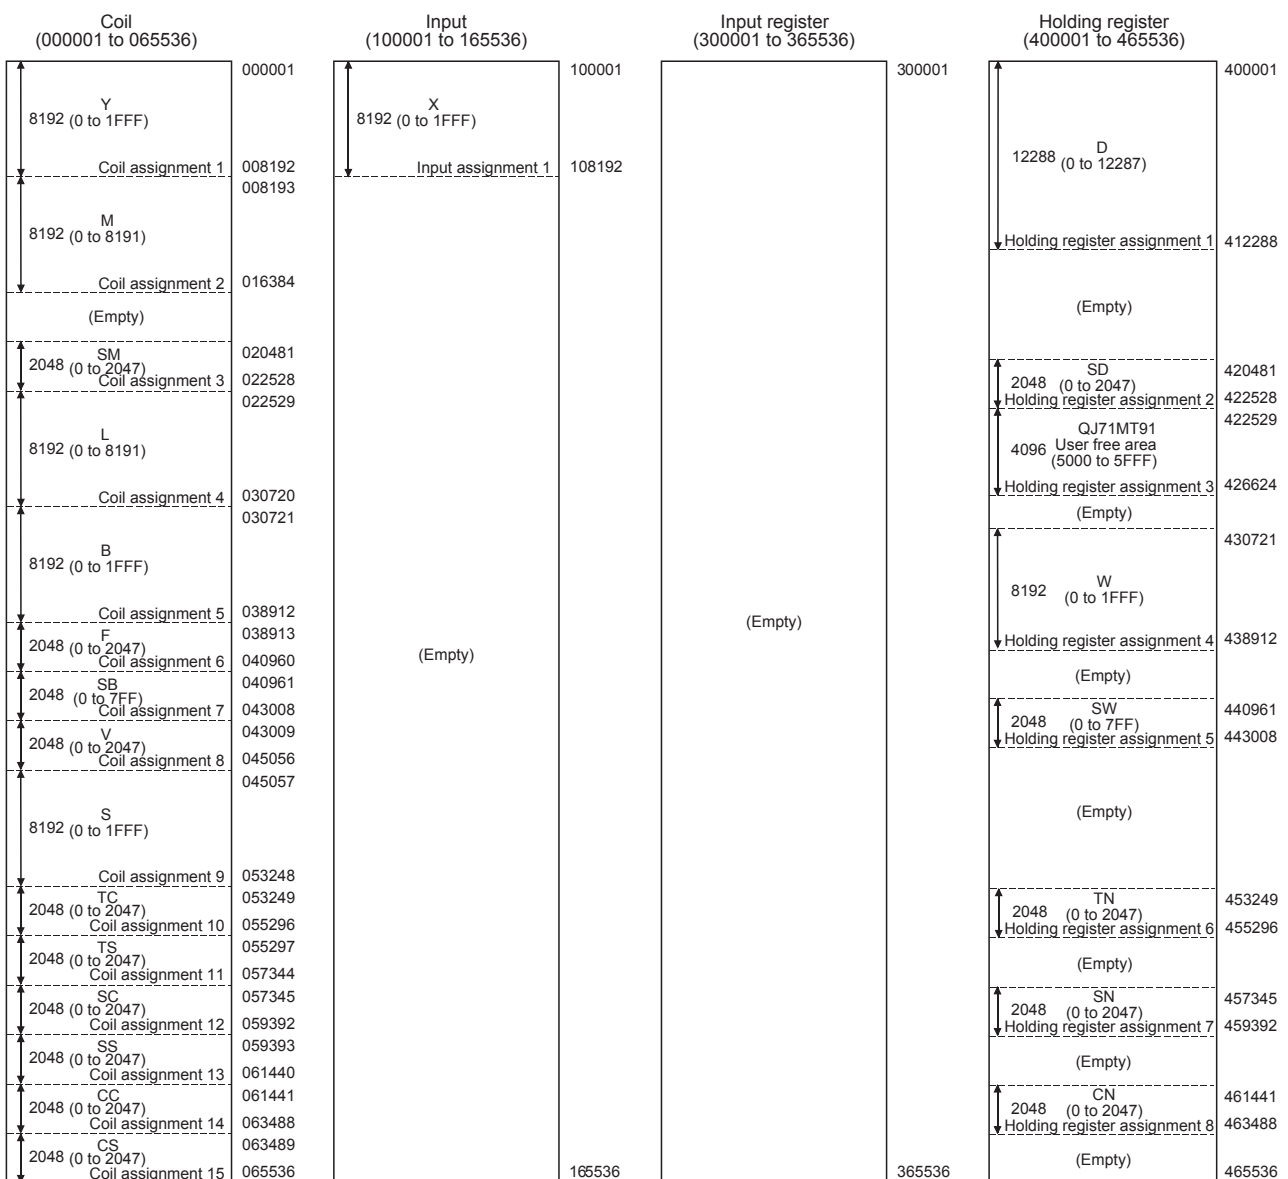 Coil
(000001 to 065536)
000001
Y
8192 (0 to 1FFF)
Coil assignment 1
008192
008193
M
8192 (0 to 8191)
Coil assignment 2
016384
(Empty)
SM
2048 (0 to 2047)
020481
Coil assignment 3
022528
022529
L
8192 (0 to 8191)
Coil assignment 4
030720
030721
B
8192 (0 to 1FFF)
Coil assignment 5
038912
F
038913
2048 (0 to 2047)
Coil assignment 6
040960
SB
040961
2048 (0 to 7FF)
Coil assignment 7
043008
V
043009
2048 (0 to 2047)
Coil assignment 8
045056
045057
S
8192 (0 to 1FFF)
Coil assignment 9
053248
TC
053249
2048 (0 to 2047)
Coil assignment 10
055296
TS
055297
2048 (0 to 2047)
Coil assignment 11
057344
SC
057345
2048 (0 to 2047)
Coil assignment 12
059392
SS
059393
2048 (0 to 2047)
Coil assignment 13
061440
CC
061441
2048 (0 to 2047)
Coil assignment 14
063488
CS
063489
2048 (0 to 2047)
Coil assignment 15
065536
Input
(100001 to 165536)
100001
X
8192 (0 to 1FFF)
Input assignment 1
108192
(Empty)
165536
Input register
(300001 to 365536)
300001
(Empty)
365536
Holding register
(400001 to 465536)
400001
D
12288 (0 to 12287)
Holding register assignment 1
412288
(Empty)
SD
420481
2048 (0 to 2047)
Holding register assignment 2
422528
422529
QJ71MT91
4096 User free area
(5000 to 5FFF)
Holding register assignment 3
426624
(Empty)
430721
W
8192 (0 to 1FFF)
Holding register assignment 4
438912
(Empty)
SW
440961
2048 (0 to 7FF)
Holding register assignment 5
443008
(Empty)
TN
453249
2048 (0 to 2047)
Holding register assignment 6
455296
(Empty)
SN
457345
2048 (0 to 2047)
Holding register assignment 7
459392
(Empty)
CN
461441
2048 (0 to 2047)
Holding register assignment 8
463488
(Empty)
465536